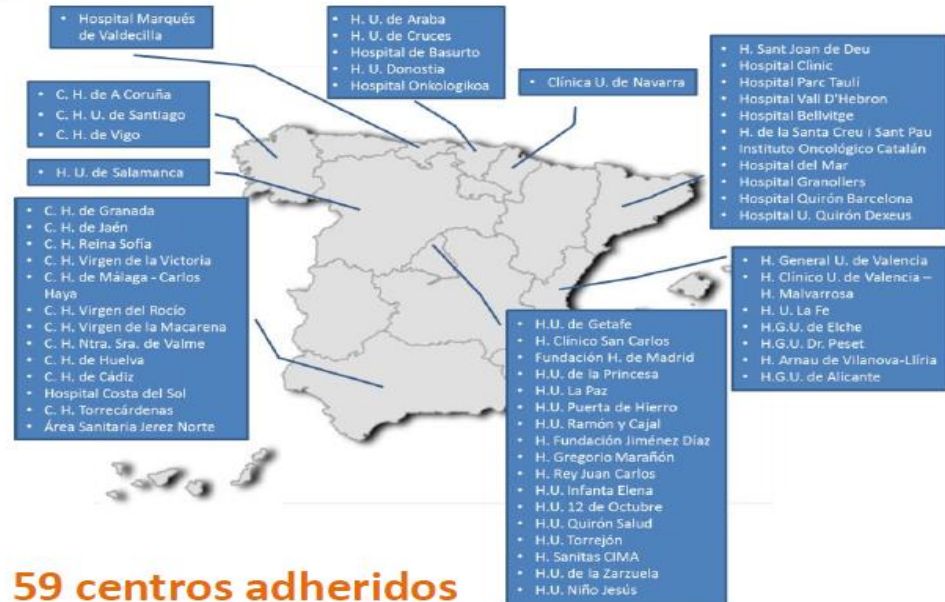 • Hospital Marqués
de Valdecilla
• H. U. de Araba
• H. U. de Cruces
• Hospital de Basurto
• H. U. Donostia
• Hospital Onkologikoa
• Clínica U. de Navarra
• H. Sant Joan de Deu
• Hospital Clinic
• Hospital Parc Taulí
• Hospital Vall D'Hebron
• Hospital Bellvitge
• H. de la Santa Creu i Sant Pau
• Instituto Oncológico Catalán
• Hospital del Mar
• Hospital Granollers
• Hospital Quirón Barcelona
• Hospital U. Quirón Dexeus
• C. H. de A Coruña
• C. H. U. de Santiago
• C. H. de Vigo
• H. U. de Salamanca
• C. H. de Granada
• C. H. de Jaén
• C. H. Reina Sofía
• C. H. Virgen de la Victoria
• C. H. de Málaga - Carlos
Haya
• C. H. Virgen del Rocío
• C. H. Virgen de la Macarena
• C. H. Ntra. Sra. de Valme
• C. H. de Huelva
• C. H. de Cádiz
• Hospital Costa del Sol
• C. H. Torrecárdenas
• Área Sanitaria Jerez Norte
• H. General U. de Valencia
• H. Clínico U. de Valencia –
H. Malvarrosa
• H. U. La Fe
• H.G.U. de Elche
• H.G.U. Dr. Peset
• H. Arnau de Vilanova-Llíria
• H.G.U. de Alicante
• H.U. de Getafe
• H. Clínico San Carlos
• Fundación H. de Madrid
• H.U. de la Princesa
• H.U. La Paz
• H.U. Puerta de Hierro
• H.U. Ramón y Cajal
• H. Fundación Jiménez Díaz
• H. Gregorio Marañón
• H. Rey Juan Carlos
• H.U. Infanta Elena
• H.U. 12 de Octubre
• H.U. Quirón Salud
• H.U. Torrejón
• H. Sanitas CIMA
• H.U. de la Zarzuela
• H.U. Niño Jesús
59 centros adheridos